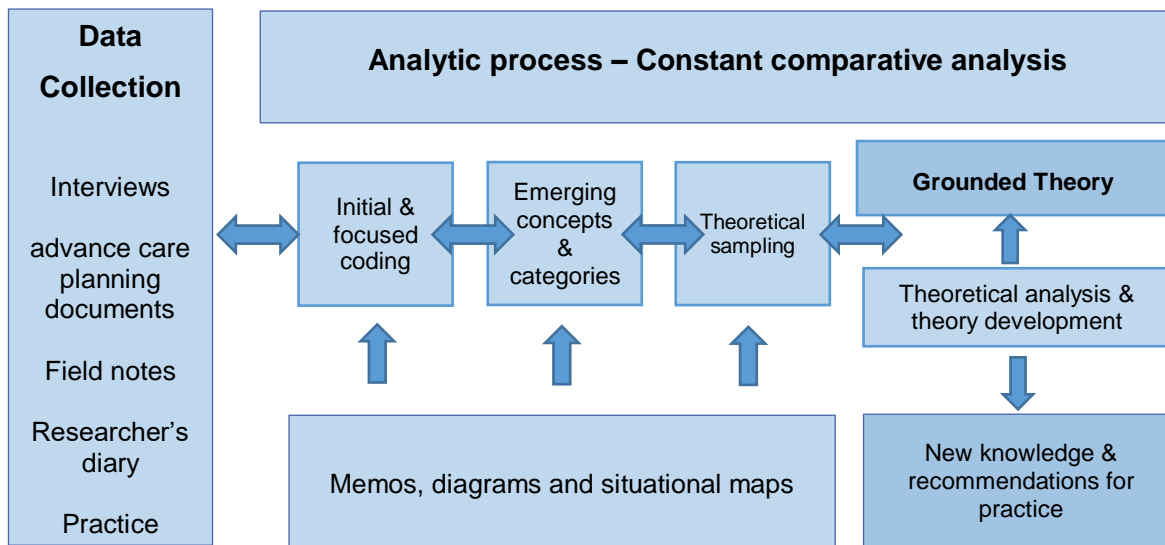 Data
Collection
Interviews
advance care
planning
documents
Field notes
Researcher's
diary
Practice
Analytic process – Constant comparative analysis
Initial &
focused
coding
Emerging
concepts
&
categories
Theoretical
sampling
Grounded Theory
Theoretical analysis &
theory development
Memos, diagrams and situational maps
New knowledge &
recommendations for
practice